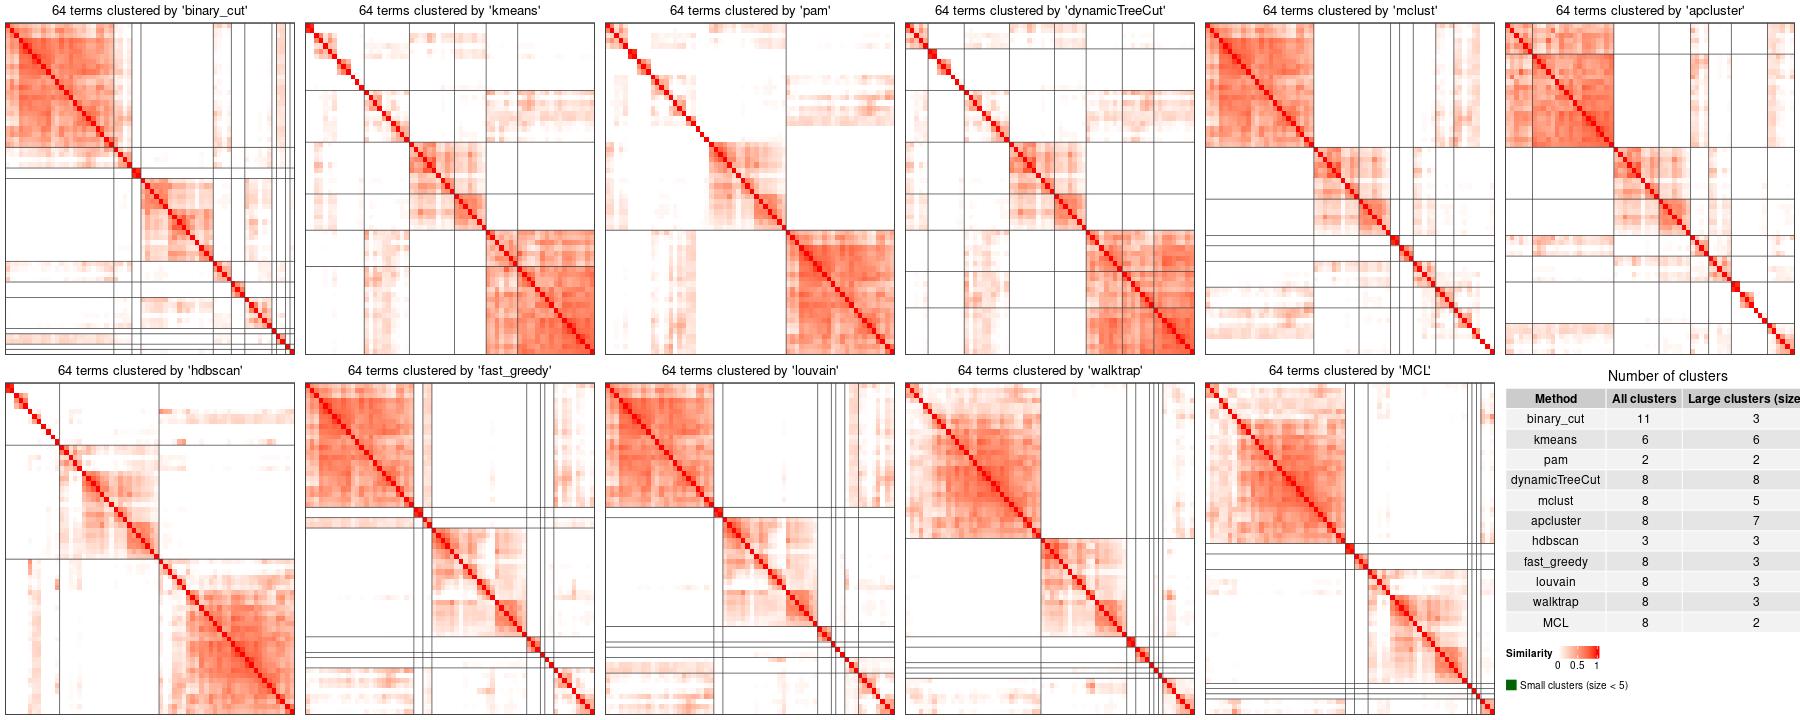 64 terms clustered by 'binary_cut'
64 terms clustered by 'kmeans'
64 terms clustered by 'pam'
64 terms clustered by 'dynamicTreeCut'
64 terms clustered by 'mclust'
64 terms clustered by 'apcluster'
64 terms clustered by 'hdbscan'
64 terms clustered by 'fast_greedy'
64 terms clustered by 'louvain'
64 terms clustered by 'walktrap'
64 terms clustered by 'MCL'
Number of clusters
Method All clusters Large clusters (size
binary_cut 11 3
kmeans 6 6
pam 2 2
dynamicTreeCut 8 8
mclust 8 5
apcluster 8 7
hdbscan 3 3
fast_greedy 8 3
louvain 8 3
walktrap 8 3
MCL 8 2
Similarity
0 0.5 1
Small clusters (size < 5)